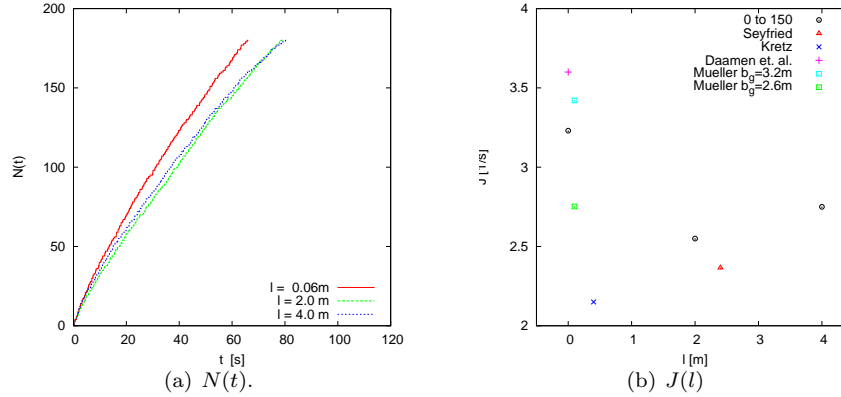 200
150
100
50
0
N(t)
0 20 40 60 80 100 120
t [s]
l = 0.06m
l = 2.0 m
l = 4.0 m
(a) N(t).
4
3.5
3
2.5
2
J [1/s]
0 1 2 3 4
l [m]
0 to 150
Seyfried
Kretz
Daamen et. al.
Mueller b_g=3.2m
Mueller b_g=2.6m
(b) J(l)